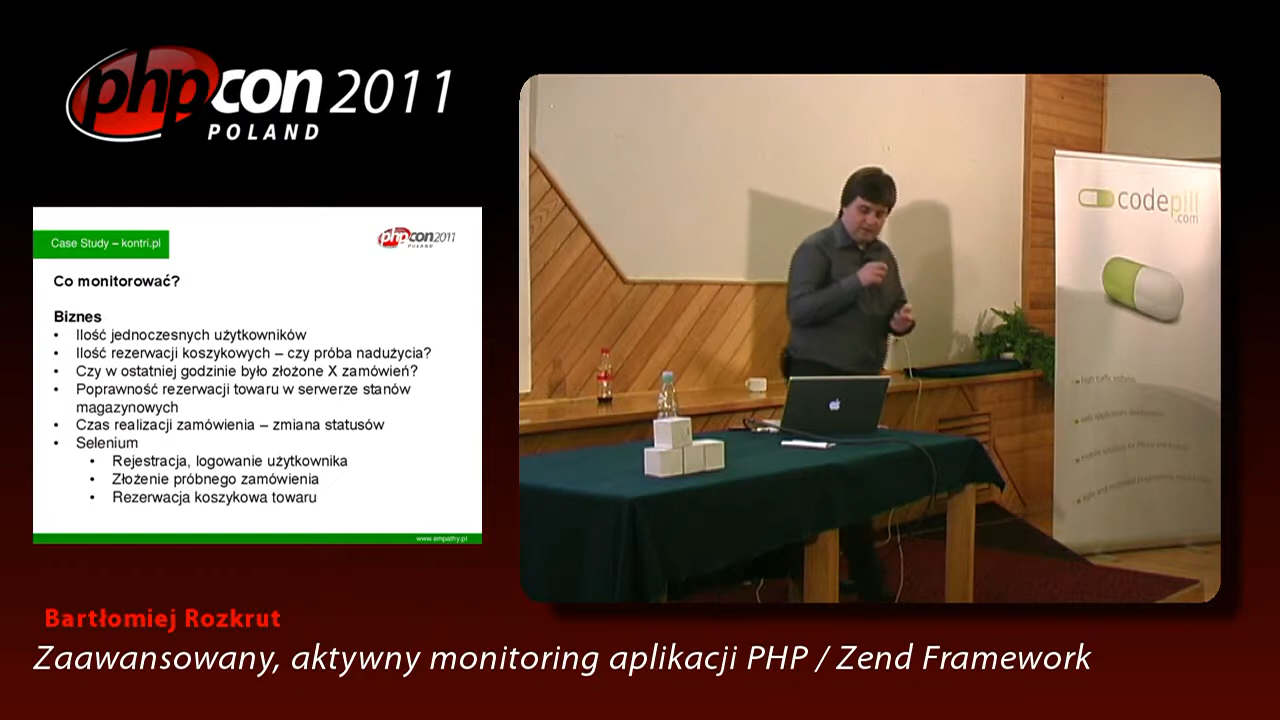 phpcon 2011
POLAND
Case Study – kontri.pl
phpcon2011
POLAND
Co monitorować?
Biznes
• Ilość jednoczesnych użytkowników
• Ilość rezerwacji koszykowych – czy próba nadużycia?
• Czy w ostatniej godzinie było złożone X zamówień?
• Poprawność rezerwacji towaru w serwerze stanów
magazynowych
• Czas realizacji zamówienia – zmiana statusów
• Selenium
• Rejestracja, logowanie użytkownika
• Złożenie próbnego zamówienia
• Rezerwacja koszykowa towaru
www.empathy.pl
codepill
.com
Bartłomiej Rozkrut
Zaawansowany, aktywny monitoring aplikacji PHP / Zend Framework